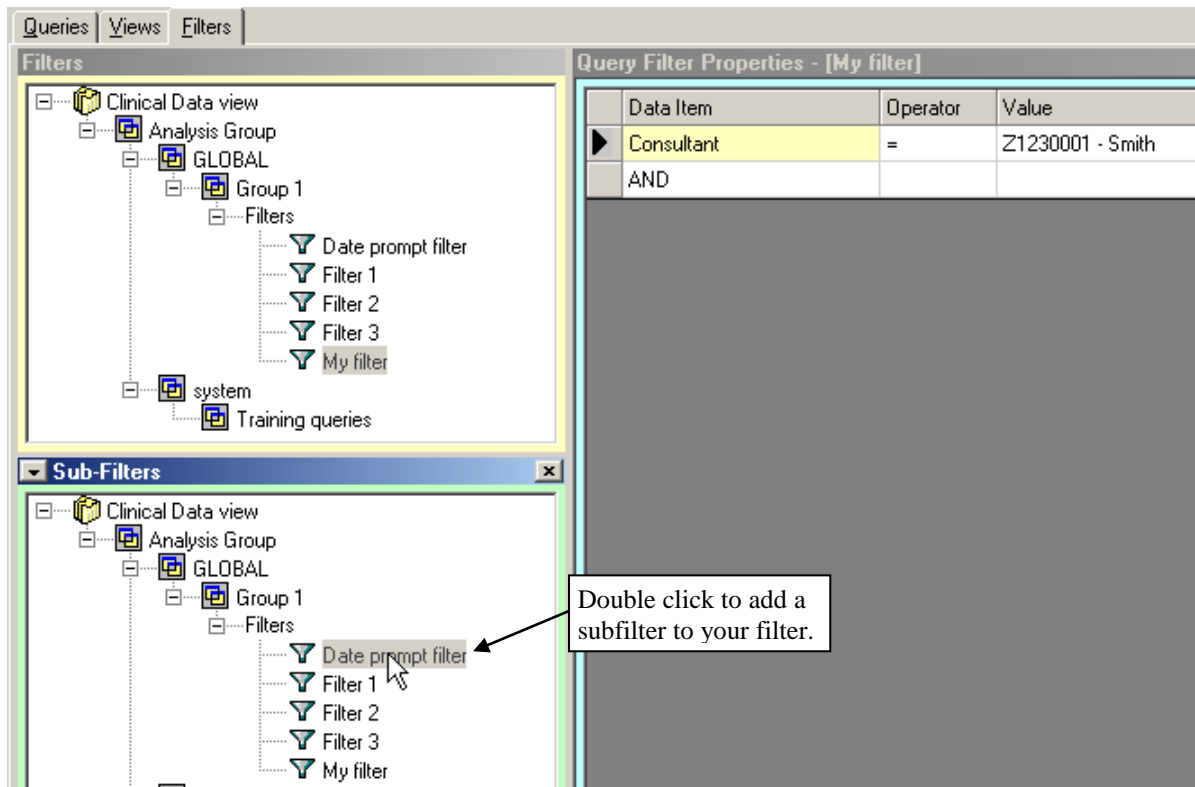 Queries Views Filters
Filters
Clinical Data view
Analysis Group
GLOBAL
Group 1
Filters
Date prompt filter
Filter 1
Filter 2
Filter 3
My filter
system
Training queries
Sub-Filters
Clinical Data view
Analysis Group
GLOBAL
Group 1
Filters
Date prompt filter
Filter 1
Filter 2
Filter 3
My filter
Query Filter Properties - [My filter]
Data Item Operator Value
Consultant = Z1230001 - Smith
AND
Double click to add a
subfilter to your filter.